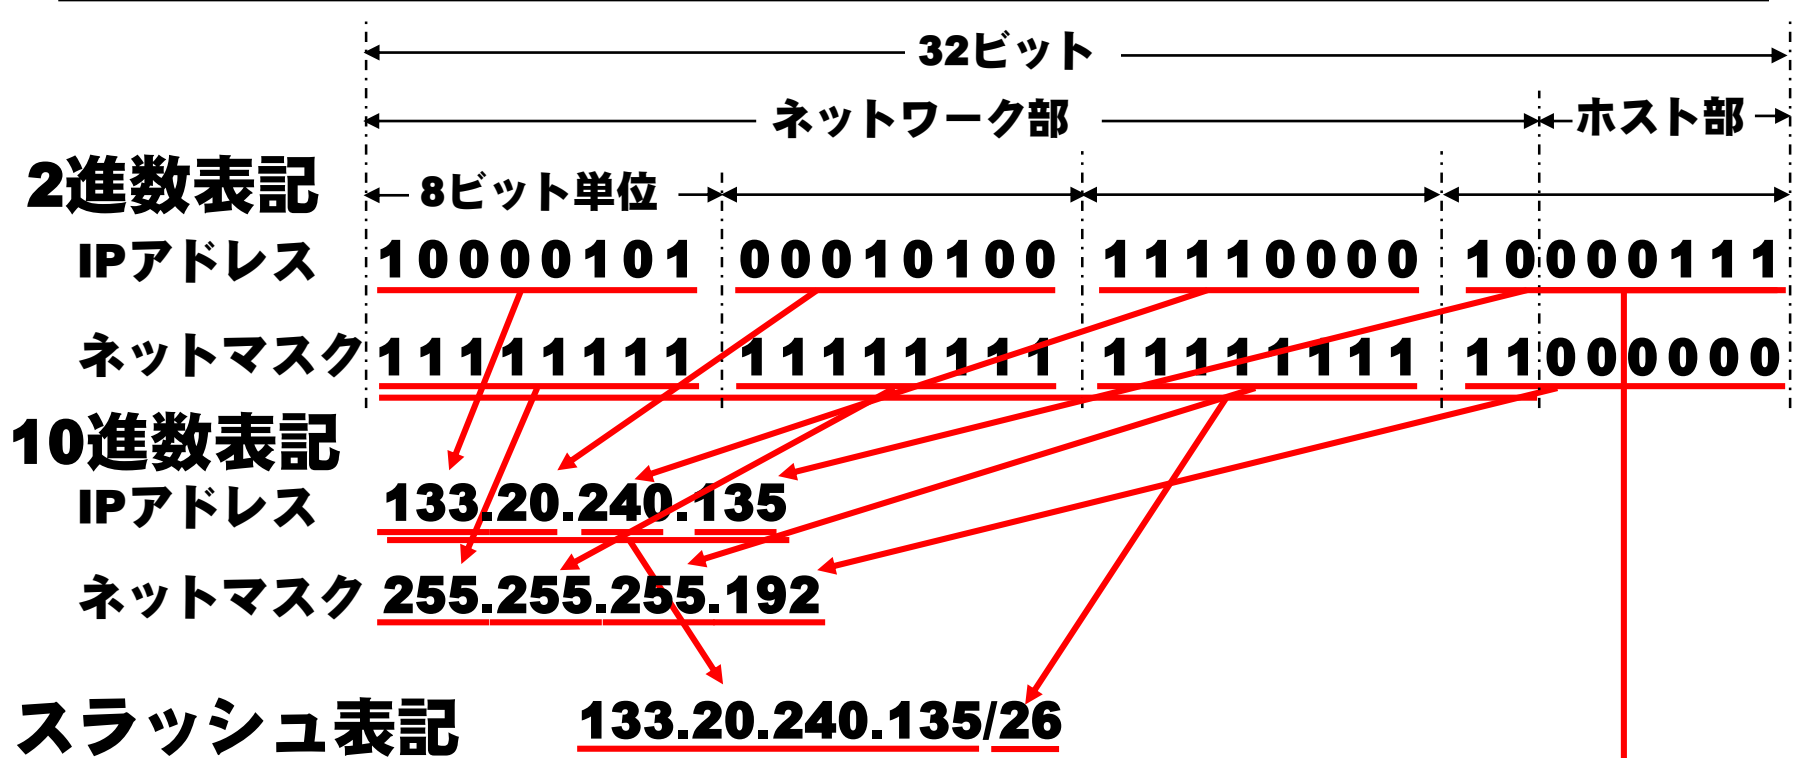 32ビット
ネットワーク部 ホスト部
2進数表記 8ビット単位
IPアドレス 10000101 00010100 11110000 10000111
ネットマスク 11111111 11111111 11111111 11000000
10進数表記
IPアドレス 133.20.240.135
ネットマスク 255.255.255.192
スラッシュ表記 133.20.240.135/26